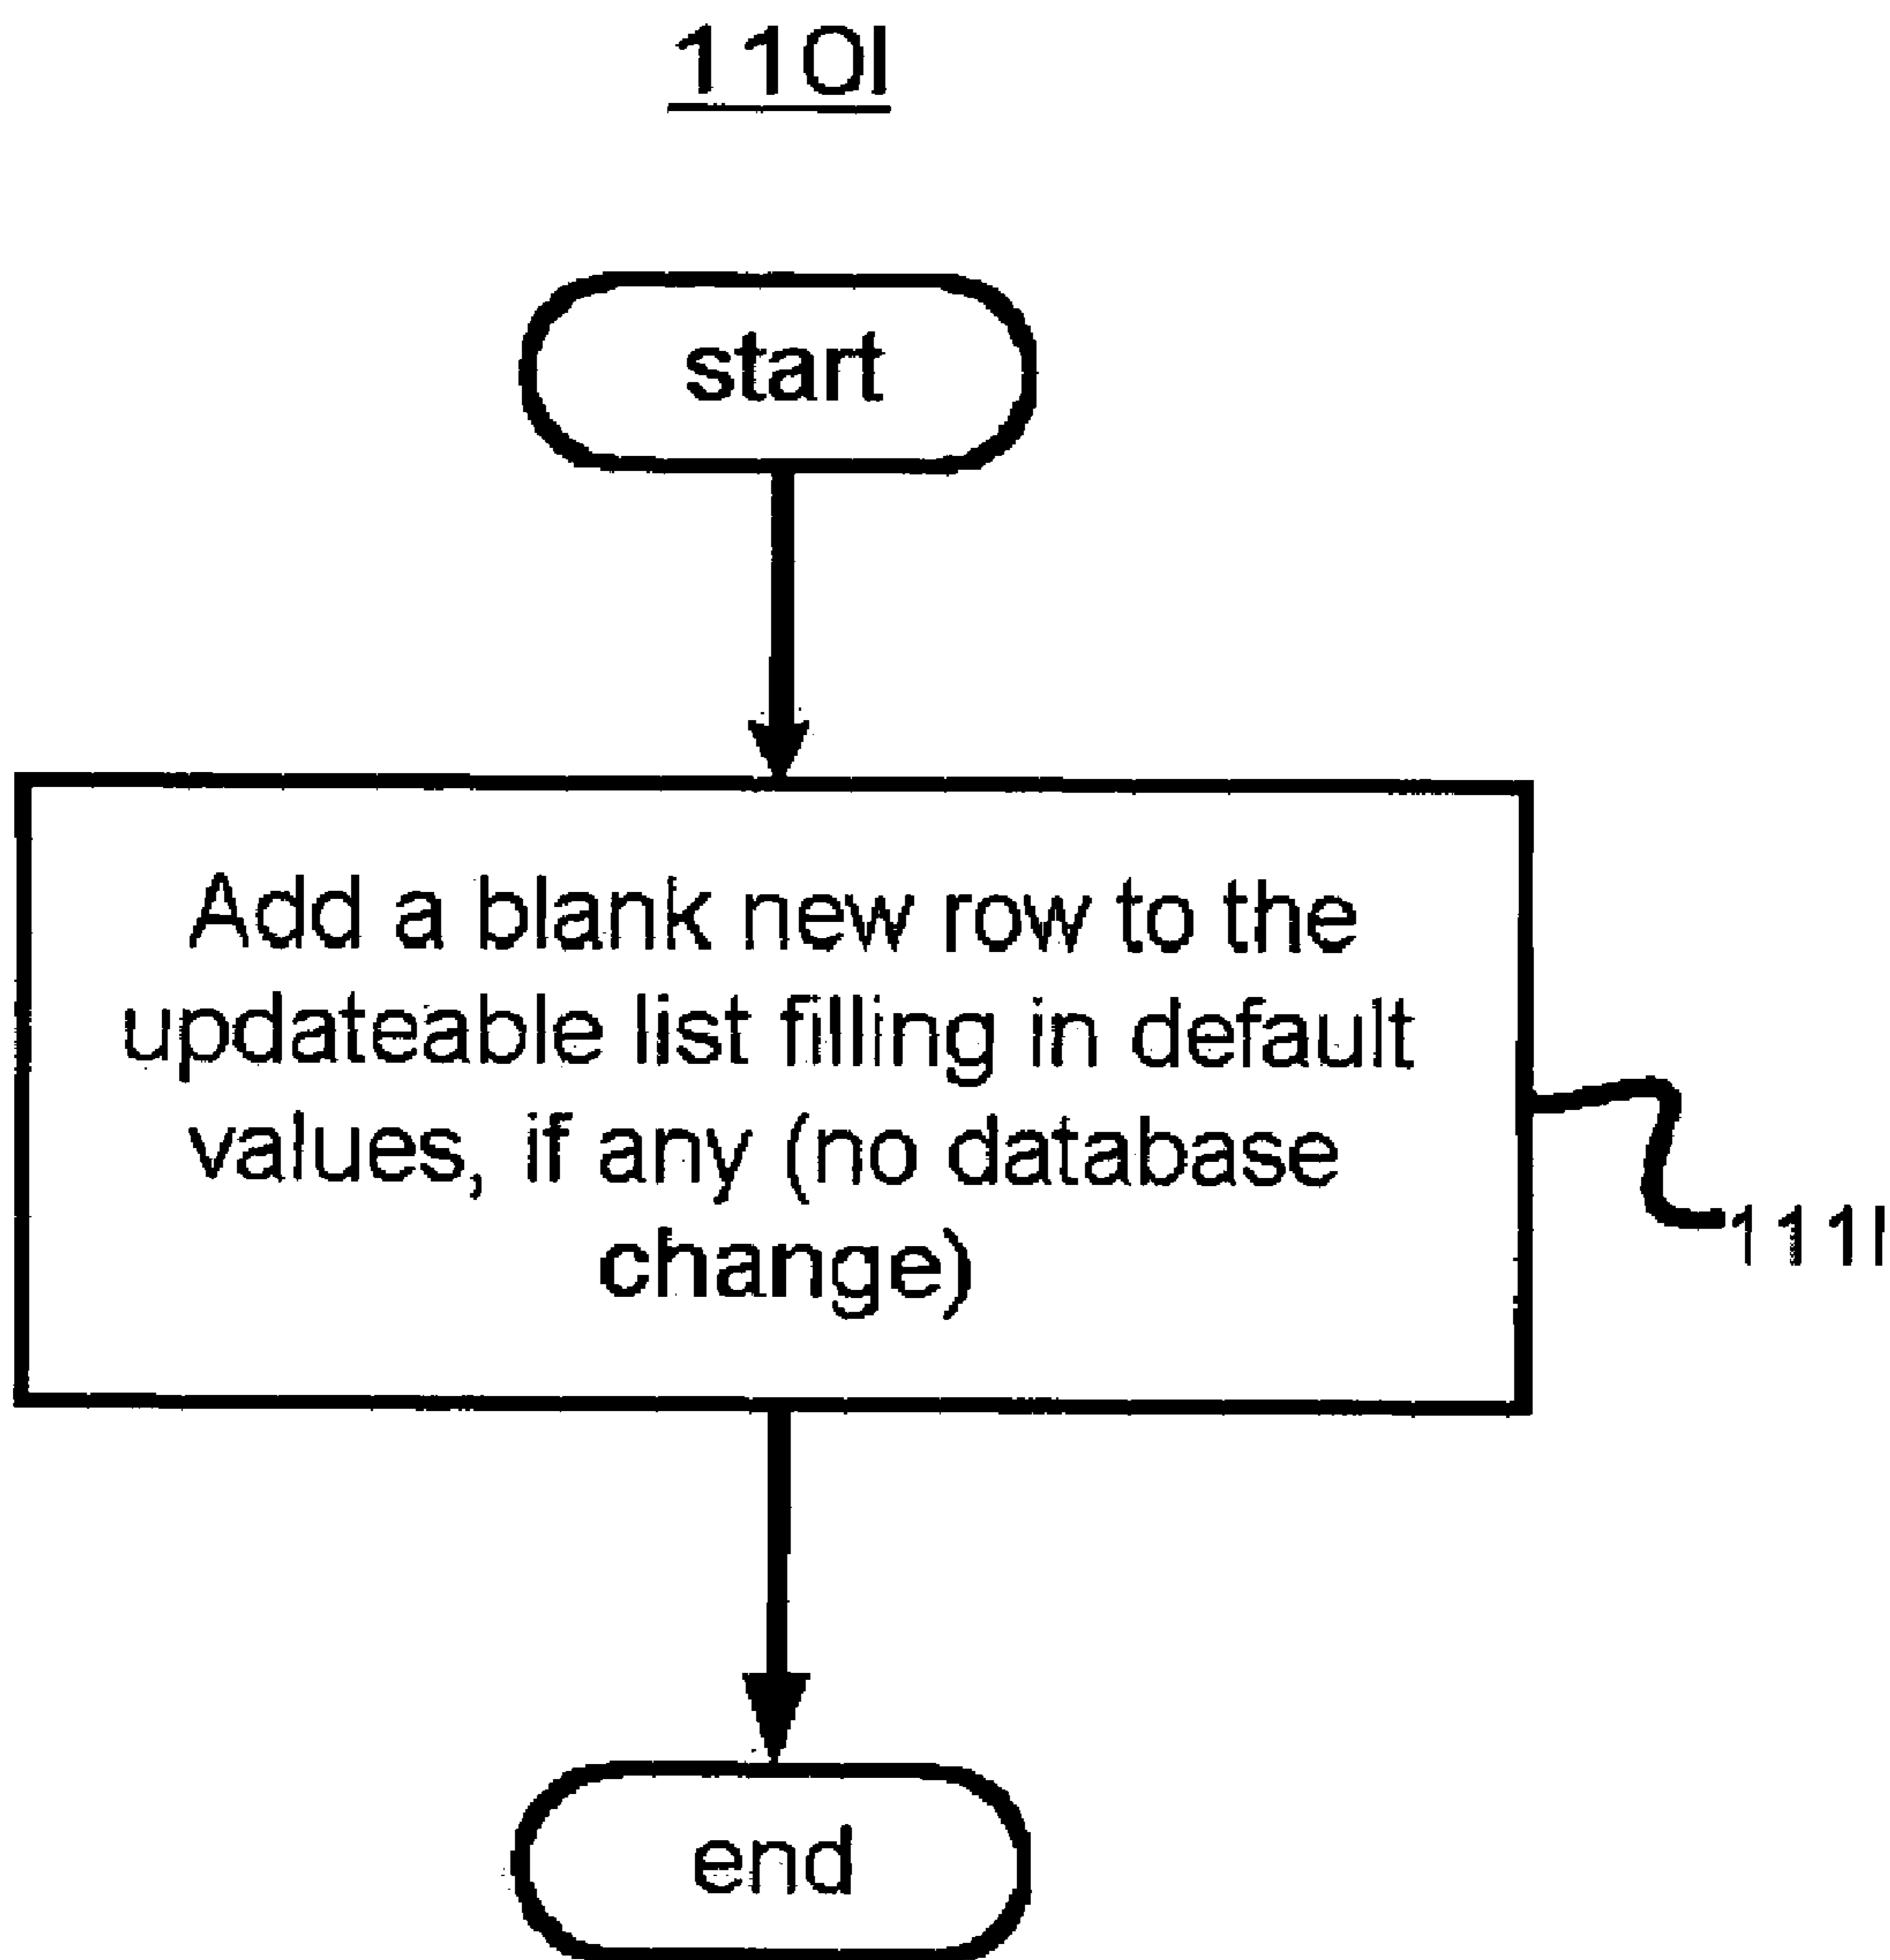 110I
start
Add a blank new row to the
updateable list filling in default
values, if any (no database
change)
111I
end